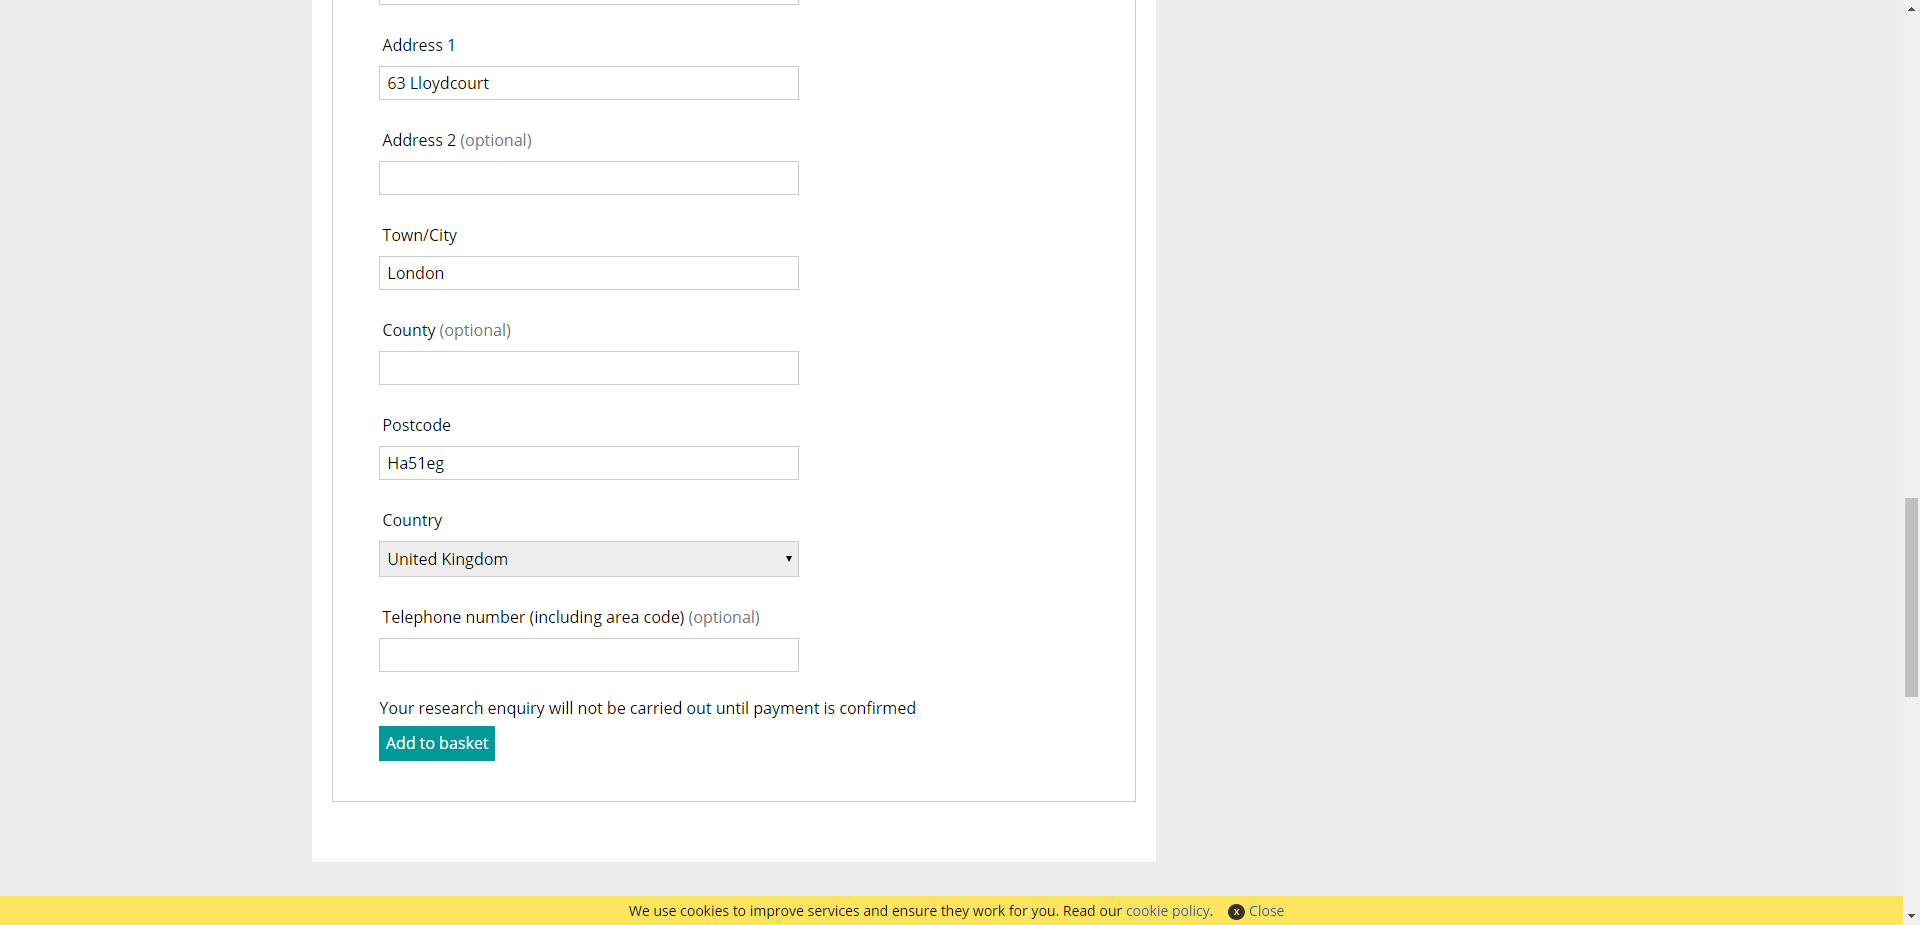 Address 1
63 Lloydcourt
Address 2 (optional)
Town/City
London
County (optional)
Postcode
Ha51eg
Country
United Kingdom
Telephone number (including area code) (optional)
Your research enquiry will not be carried out until payment is confirmed
Add to basket
We use cookies to improve services and ensure they work for you. Read our cookie policy. x Close